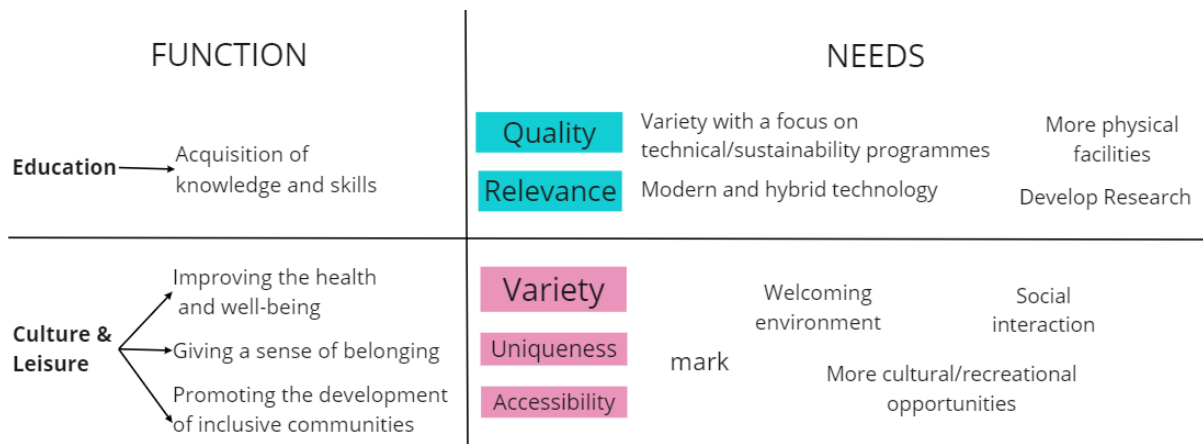 FUNCTION
NEEDS
Education
Acquisition of
knowledge and skills
Quality
Relevance
Variety with a focus on
technical/sustainability programmes
Modern and hybrid technology
More physical
facilities
Develop Research
Culture &
Leisure
Improving the health
and well-being
Giving a sense of belonging
Promoting the development
of inclusive communities
Variety
Uniqueness
Accessibility
mark
Welcoming
environment
Social
interaction
More cultural/recreational
opportunities